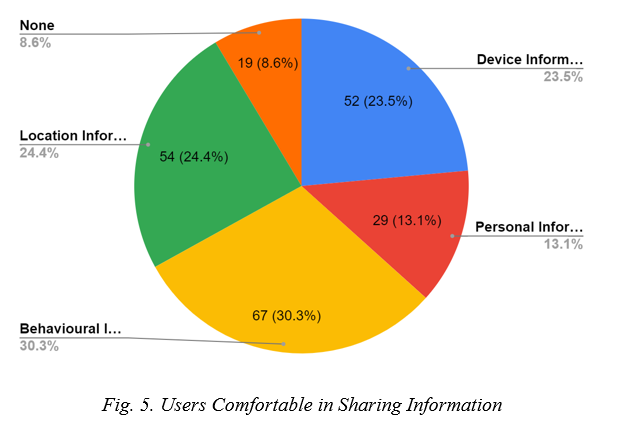 None
8.6%
Device Inform…
23.5%
19 (8.6%)
52 (23.5%)
Location Infor…
24.4%
54 (24.4%)
29 (13.1%)
Personal Infor…
13.1%
67 (30.3%)
Behavioural I…
30.3%
Fig. 5. Users Comfortable in Sharing Information